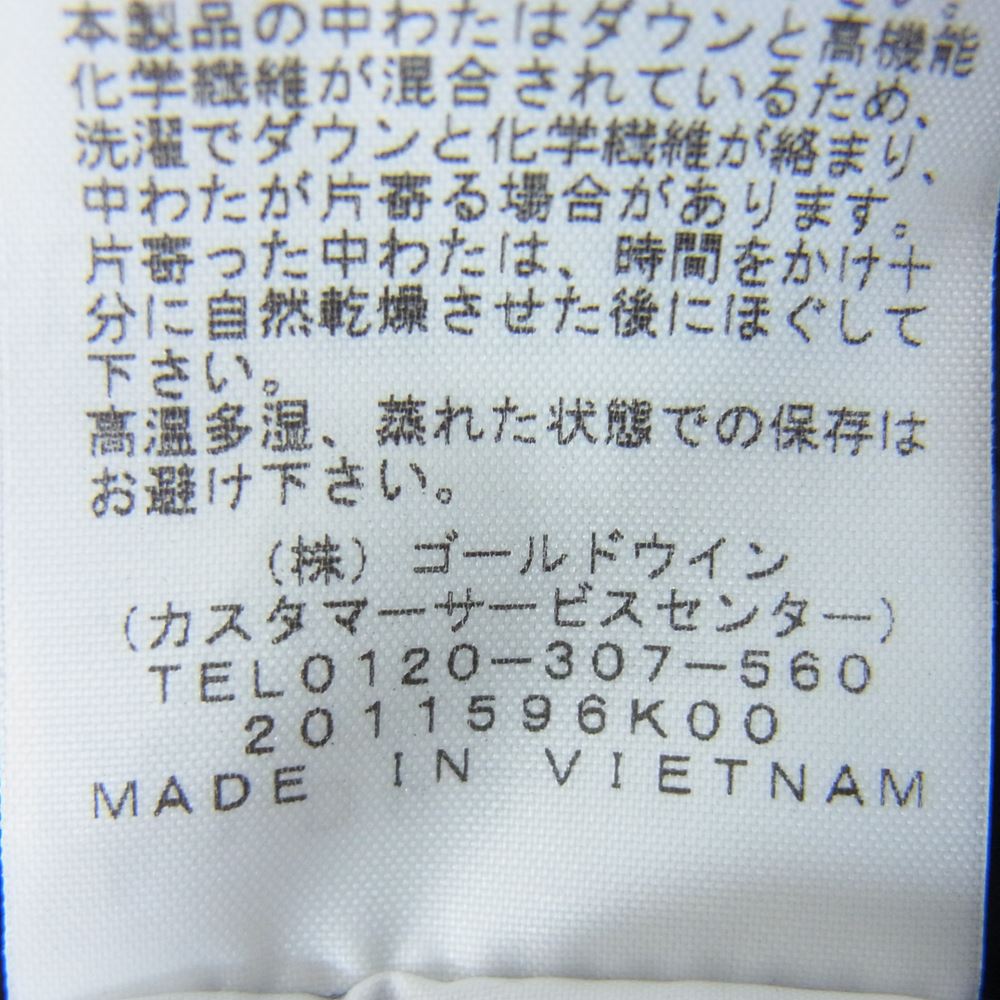 本製品の中わたはダウンと高機能
化学繊維が混合されているため、
洗濯でダウンと化学繊維が絡まり、
中わたが片寄る場合があります。
片寄った中わたは、時間をかけ十
分に自然乾燥させた後にほぐして
下さい。
高温多湿、蒸れた状態での保存は
お避け下さい。
(株) ゴールドウイン
(カスタマーサービスセンター)
TEL0120-307-560
2011596K00
MADE IN VIETNAM